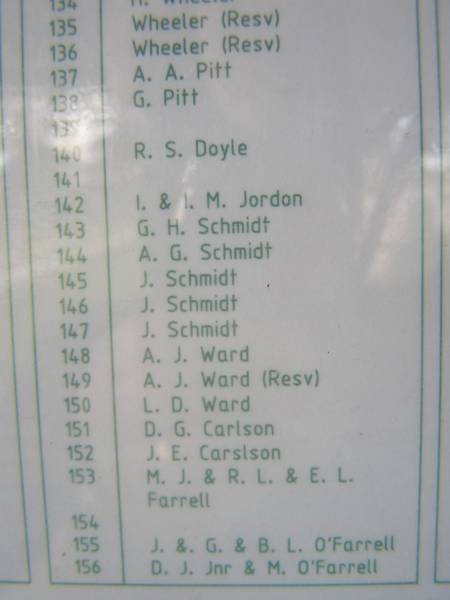 134 H. Wheeler
135 Wheeler (Resv)
136 Wheeler (Resv)
137 A. A. Pitt
138 G. Pitt
139
140 R. S. Doyle
141
142 I. & I. M. Jordon
143 G. H. Schmidt
144 A. G. Schmidt
145 J. Schmidt
146 J. Schmidt
147 J. Schmidt
148 A. J. Ward
149 A. J. Ward (Resv)
150 L. D. Ward
151 D. G. Carlson
152 J. E. Carslson
153 M. J. & R. L. & E. L.
Farrell
154
155 J. &. G. & B. L. O'Farrell
156 D. J. Jnr & M. O'Farrell